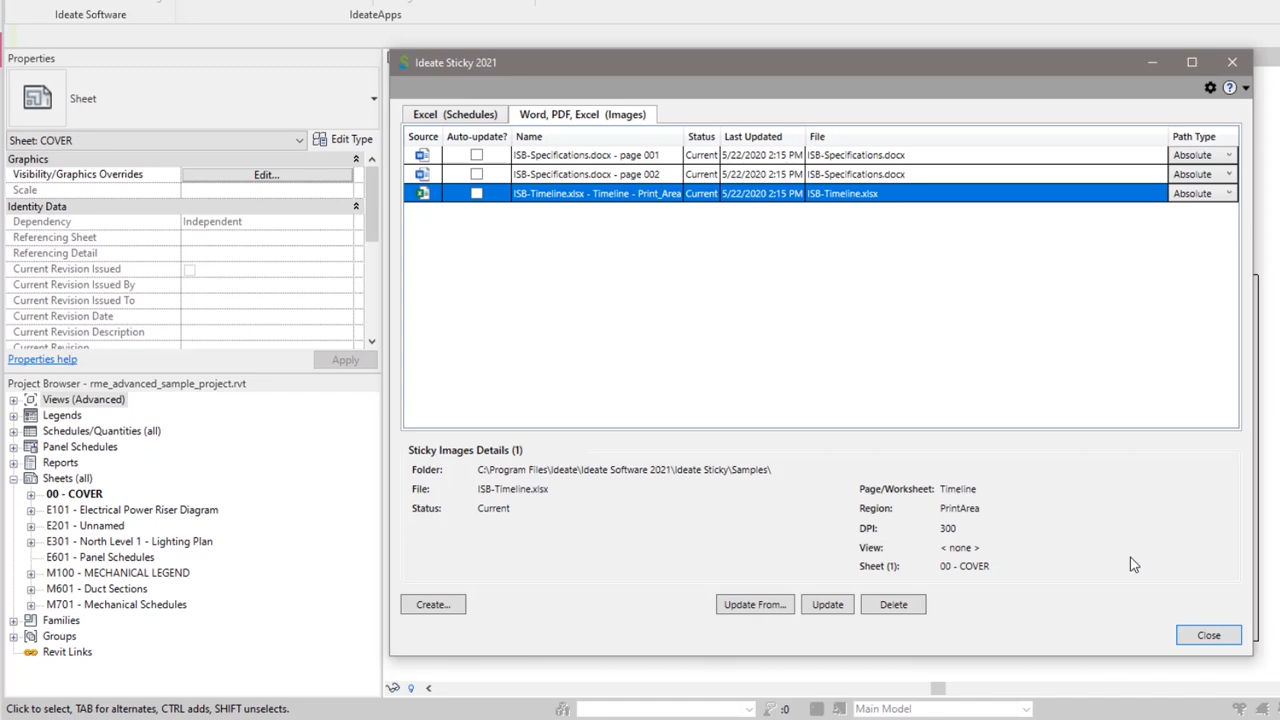 Ideate Software
IdeateApps
Properties
Sheet
Sheet: COVER
Edit Type
Graphics
Visibility/Graphics Overrides
Edit...
Scale
Identity Data
Dependency
Independent
Referencing Sheet
Referencing Detail
Current Revision Issued
Current Revision Issued By
Current Revision Issued To
Current Revision Date
Current Revision Description
Current Revision
Properties help
Apply
Project Browser - rme_advanced_sample_project.rvt
Views (Advanced)
Legends
Schedules/Quantities (all)
Panel Schedules
Reports
Sheets (all)
00 - COVER
E101 - Electrical Power Riser Diagram
E201 - Unnamed
E301 - North Level 1 - Lighting Plan
E601 - Panel Schedules
M100 - MECHANICAL LEGEND
M601 - Duct Sections
M701 - Mechanical Schedules
Families
Groups
Revit Links
Ideate Sticky 2021
Excel (Schedules)
Word, PDF, Excel (Images)
Source Auto-update? Name Status Last Updated File Path Type
ISB-Specifications.docx - page 001 Current 5/22/2020 2:15 PM ISB-Specifications.docx Absolute
ISB-Specifications.docx - page 002 Current 5/22/2020 2:15 PM ISB-Specifications.docx Absolute
ISB-Timeline.xlsx - Timeline - Print_Area Current 5/22/2020 2:15 PM ISB-Timeline.xlsx Absolute
Sticky Images Details (1)
Folder: C:\Program Files\Ideate\Ideate Software 2021\Ideate Sticky\Samples\
File: ISB-Timeline.xlsx
Status: Current
Page/Worksheet: Timeline
Region: PrintArea
DPI: 300
View: < none >
Sheet (1): 00 - COVER
Create...
Update From...
Update
Delete
Close
Click to select, TAB for alternates, CTRL adds, SHIFT unselects.
:0
Main Model